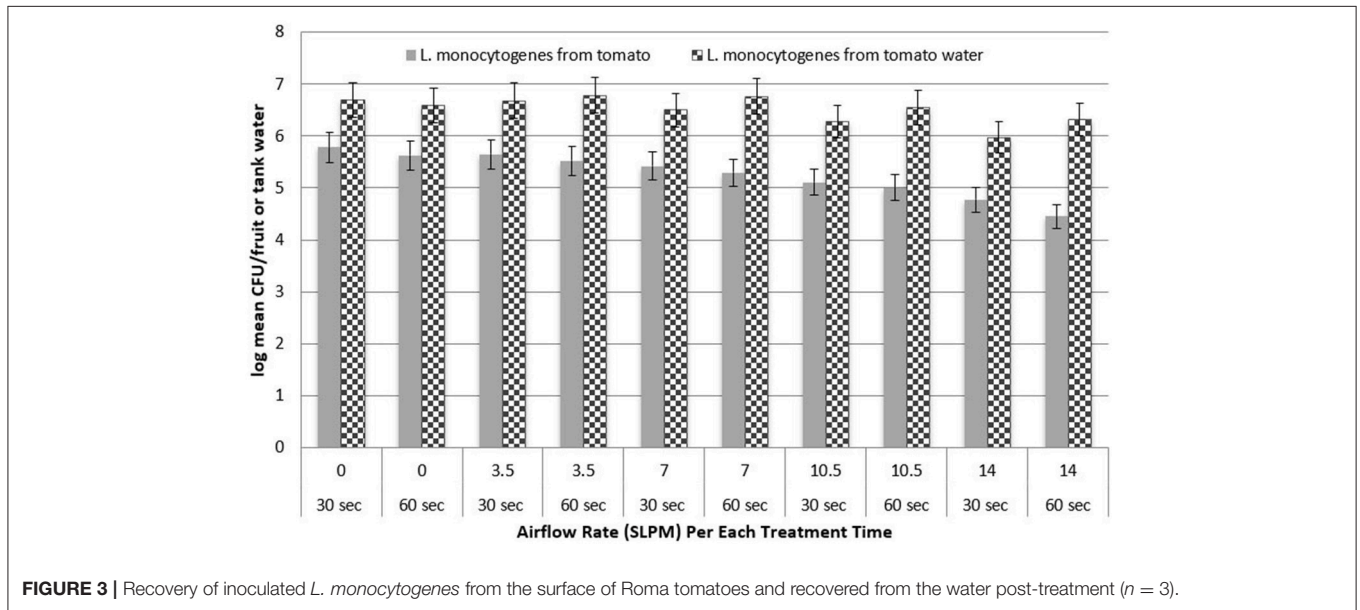 8
L. monocytogenes from tomato L. monocytogenes from tomato water
7
6
5
4
3
2
1
0
log mean CFU/fruit or tank water
0 0 3.5 3.5 7 7 10.5 10.5 14 14
30 sec 60 sec 30 sec 60 sec 30 sec 60 sec 30 sec 60 sec 30 sec 60 sec
Airflow Rate (SLPM) Per Each Treatment Time
FIGURE 3 | Recovery of inoculated L. monocytogenes from the surface of Roma tomatoes and recovered from the water post-treatment (n = 3).